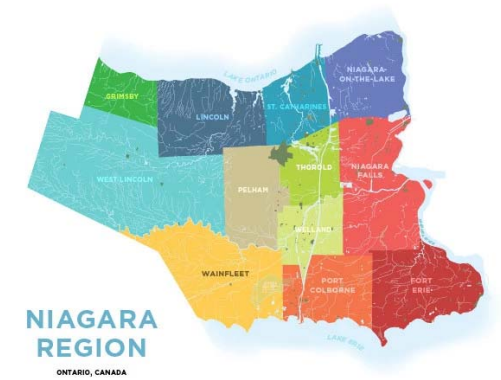 LAKE ONTARIO
NIAGARA-
ON-THE-LAKE
GRIMSBY
LINCOLN
ST. CATHARINES
WEST LINCOLN
PELHAM
THOROLD
NIAGARA
FALLS
WELLAND
WAINFLEET
PORT
COLBORNE
FORT
ERIE
LAKE ERIE
NIAGARA
REGION
ONTARIO, CANADA